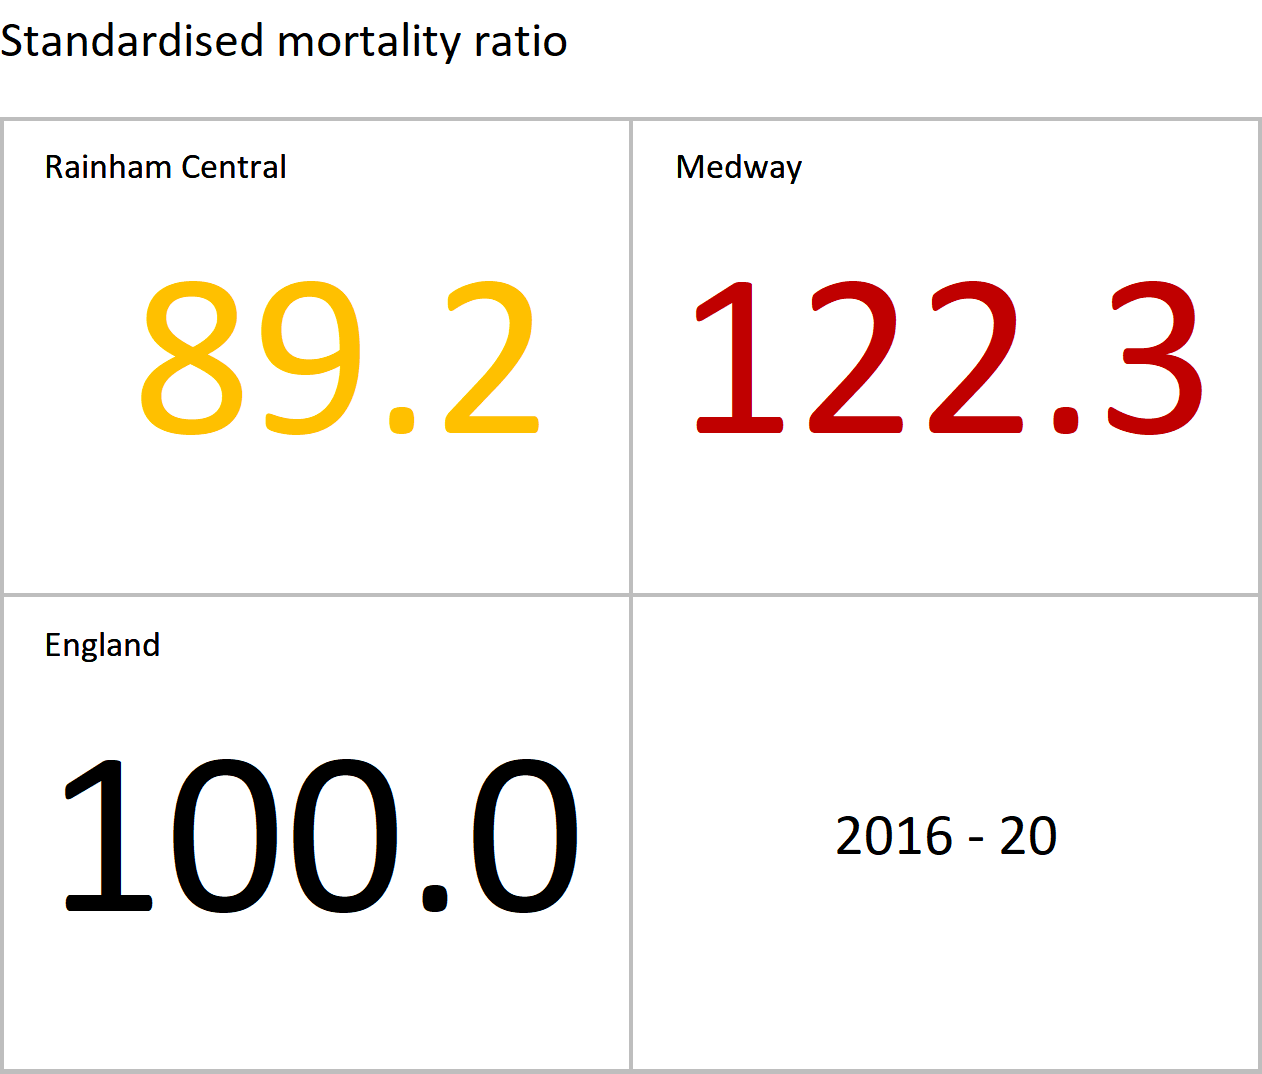 Standardised mortality ratio
Rainham Central
89.2
Medway
122.3
England
100.0
2016 - 20